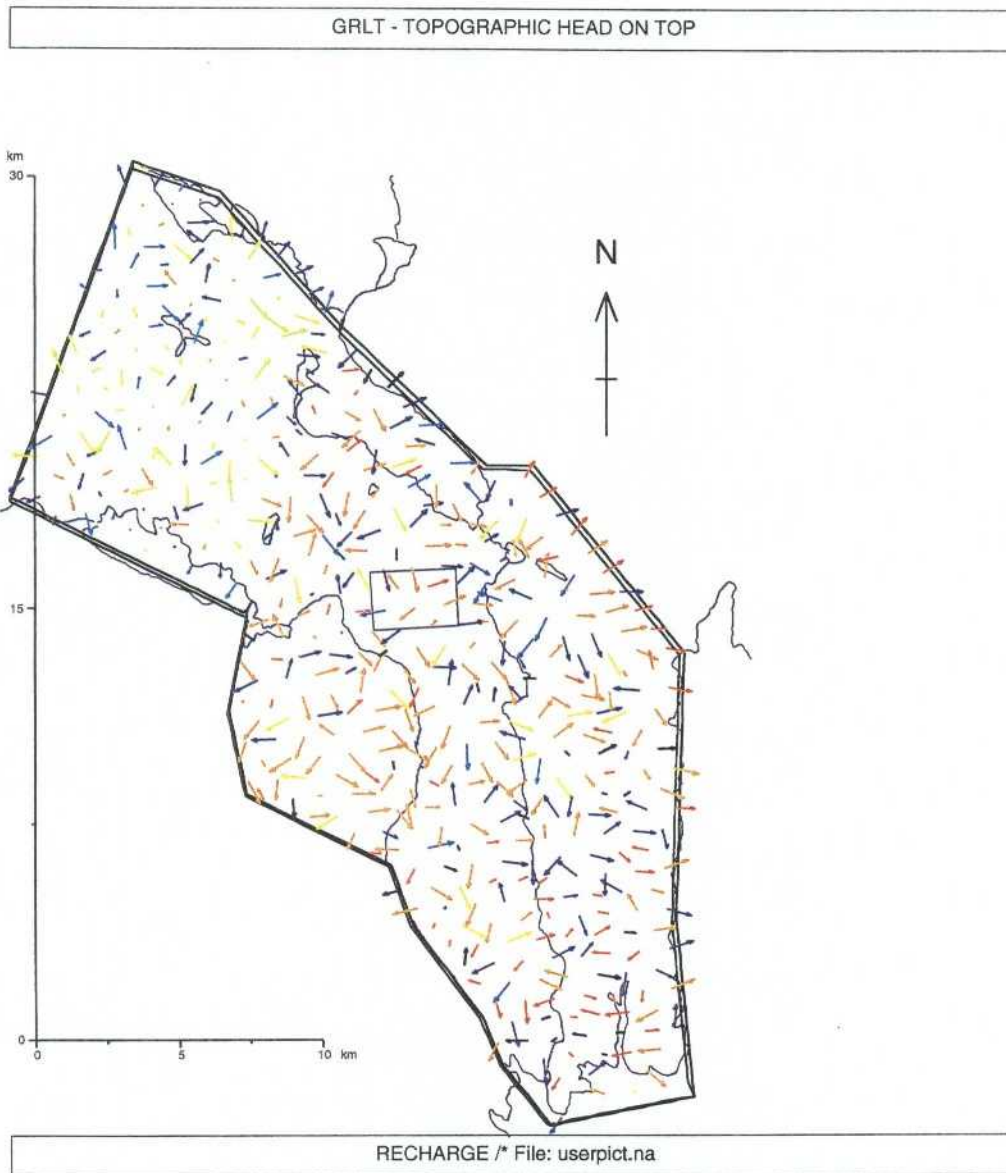 GRLT - TOPOGRAPHIC HEAD ON TOP
km
30
N
15
0
0
5
10
km
RECHARGE /* File: userpict.na